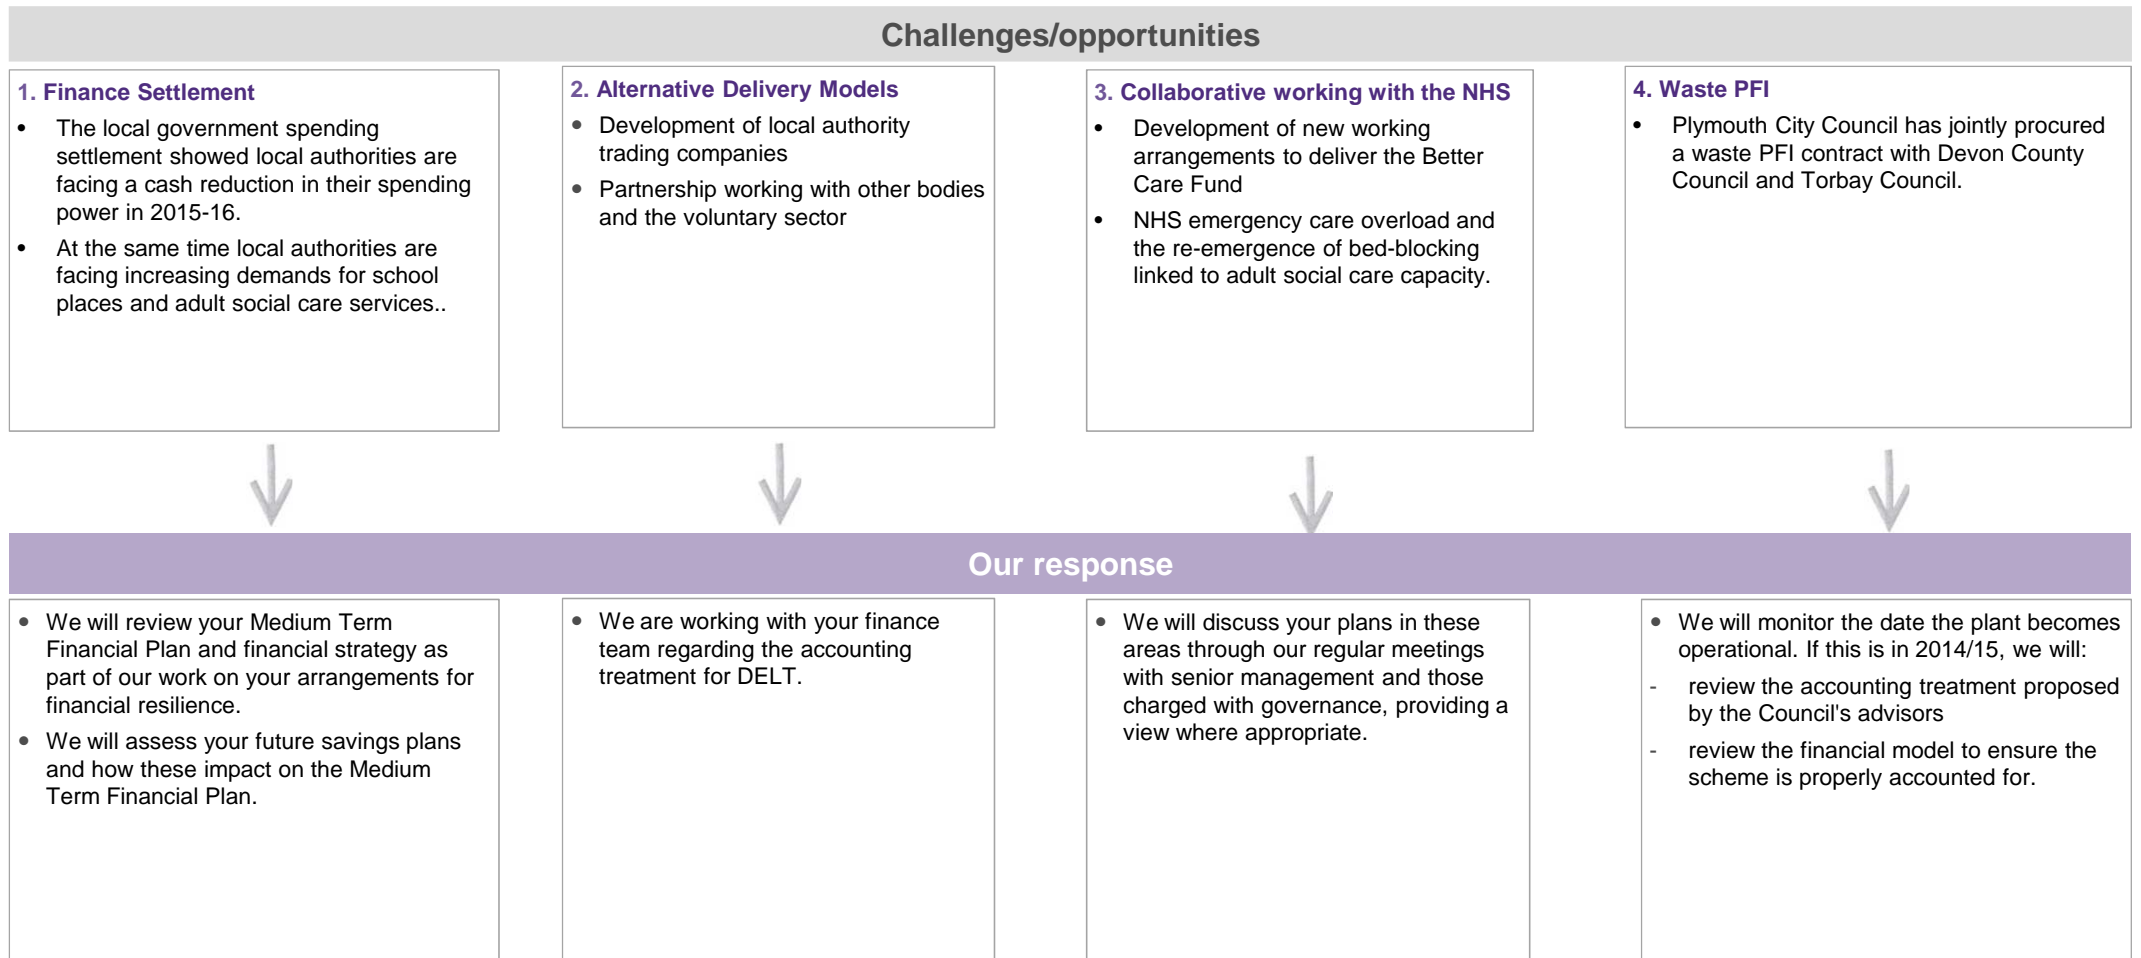 Challenges/opportunities
1. Finance Settlement
• The local government spending
settlement showed local authorities are
facing a cash reduction in their spending
power in 2015-16.
• At the same time local authorities are
facing increasing demands for school
places and adult social care services..
2. Alternative Delivery Models
• Development of local authority
trading companies
• Partnership working with other bodies
and the voluntary sector
3. Collaborative working with the NHS
• Development of new working
arrangements to deliver the Better
Care Fund
• NHS emergency care overload and
the re-emergence of bed-blocking
linked to adult social care capacity.
4. Waste PFI
• Plymouth City Council has jointly procured
a waste PFI contract with Devon County
Council and Torbay Council.
Our response
• We will review your Medium Term
Financial Plan and financial strategy as
part of our work on your arrangements for
financial resilience.
• We will assess your future savings plans
and how these impact on the Medium
Term Financial Plan.
• We are working with your finance
team regarding the accounting
treatment for DELT.
• We will discuss your plans in these
areas through our regular meetings
with senior management and those
charged with governance, providing a
view where appropriate.
• We will monitor the date the plant becomes
operational. If this is in 2014/15, we will:
- review the accounting treatment proposed
by the Council's advisors
- review the financial model to ensure the
scheme is properly accounted for.